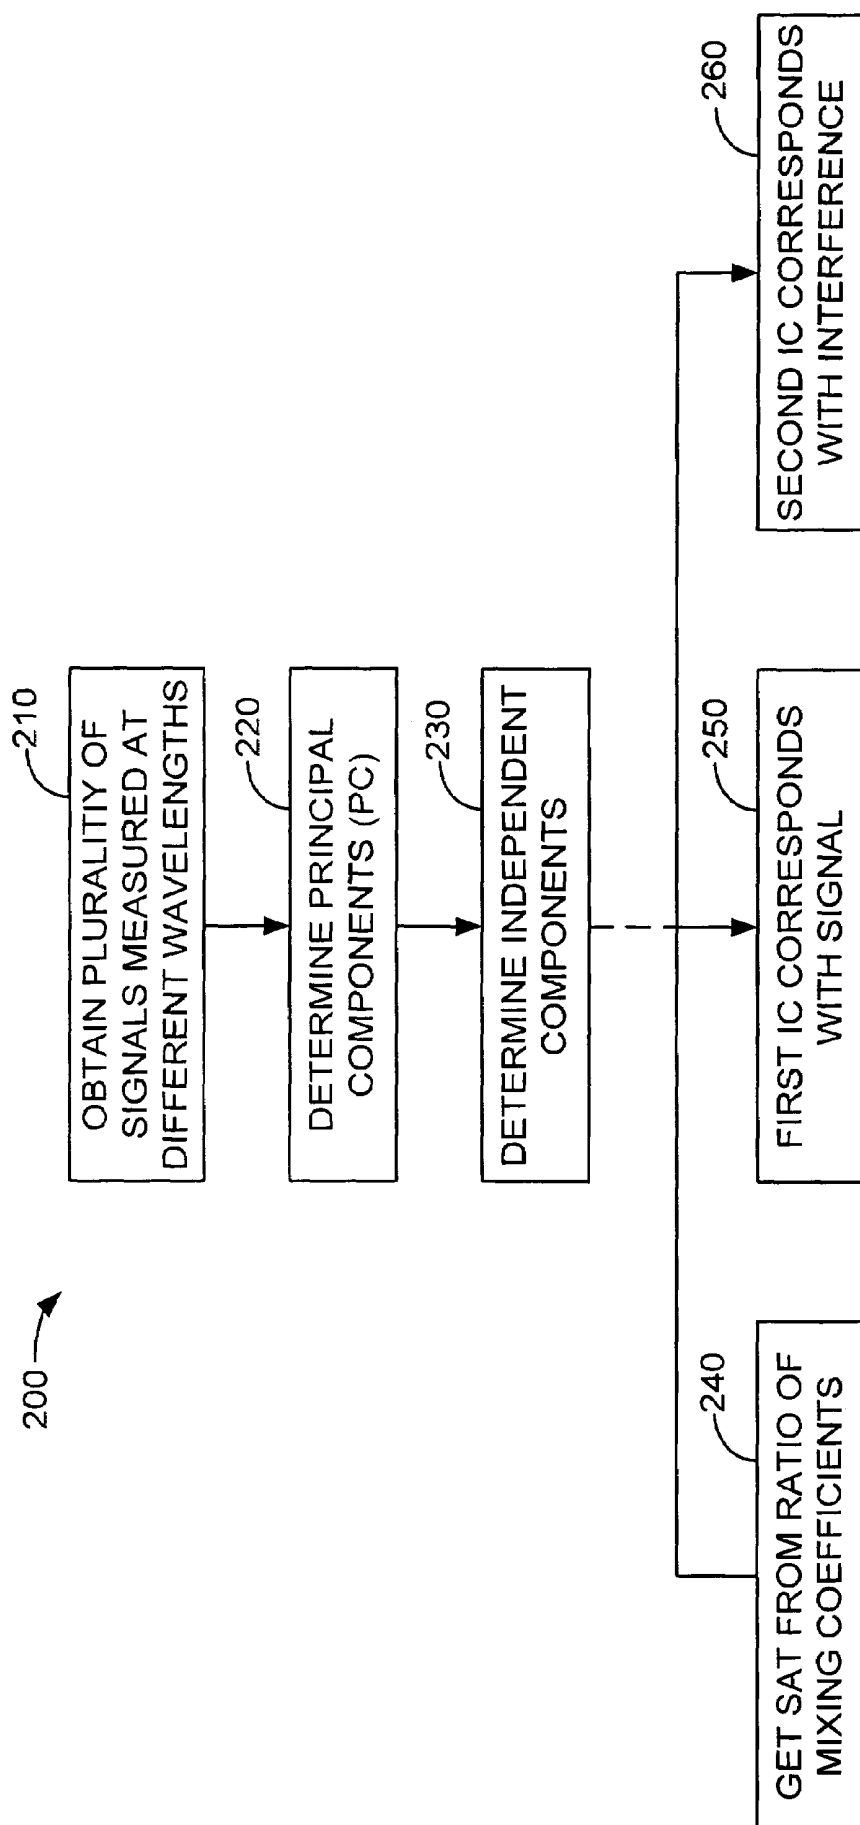 200
210
OBTAIN PLURALITIY OF
SIGNALS MEASURED AT
DIFFERENT WAVELENGTHS
220
DETERMINE PRINCIPAL
COMPONENTS (PC)
230
DETERMINE INDEPENDENT
COMPONENTS
240
GET SAT FROM RATIO OF
MIXING COEFFICIENTS
250
FIRST IC CORRESPONDS
WITH SIGNAL
260
SECOND IC CORRESPONDS
WITH INTERFERENCE